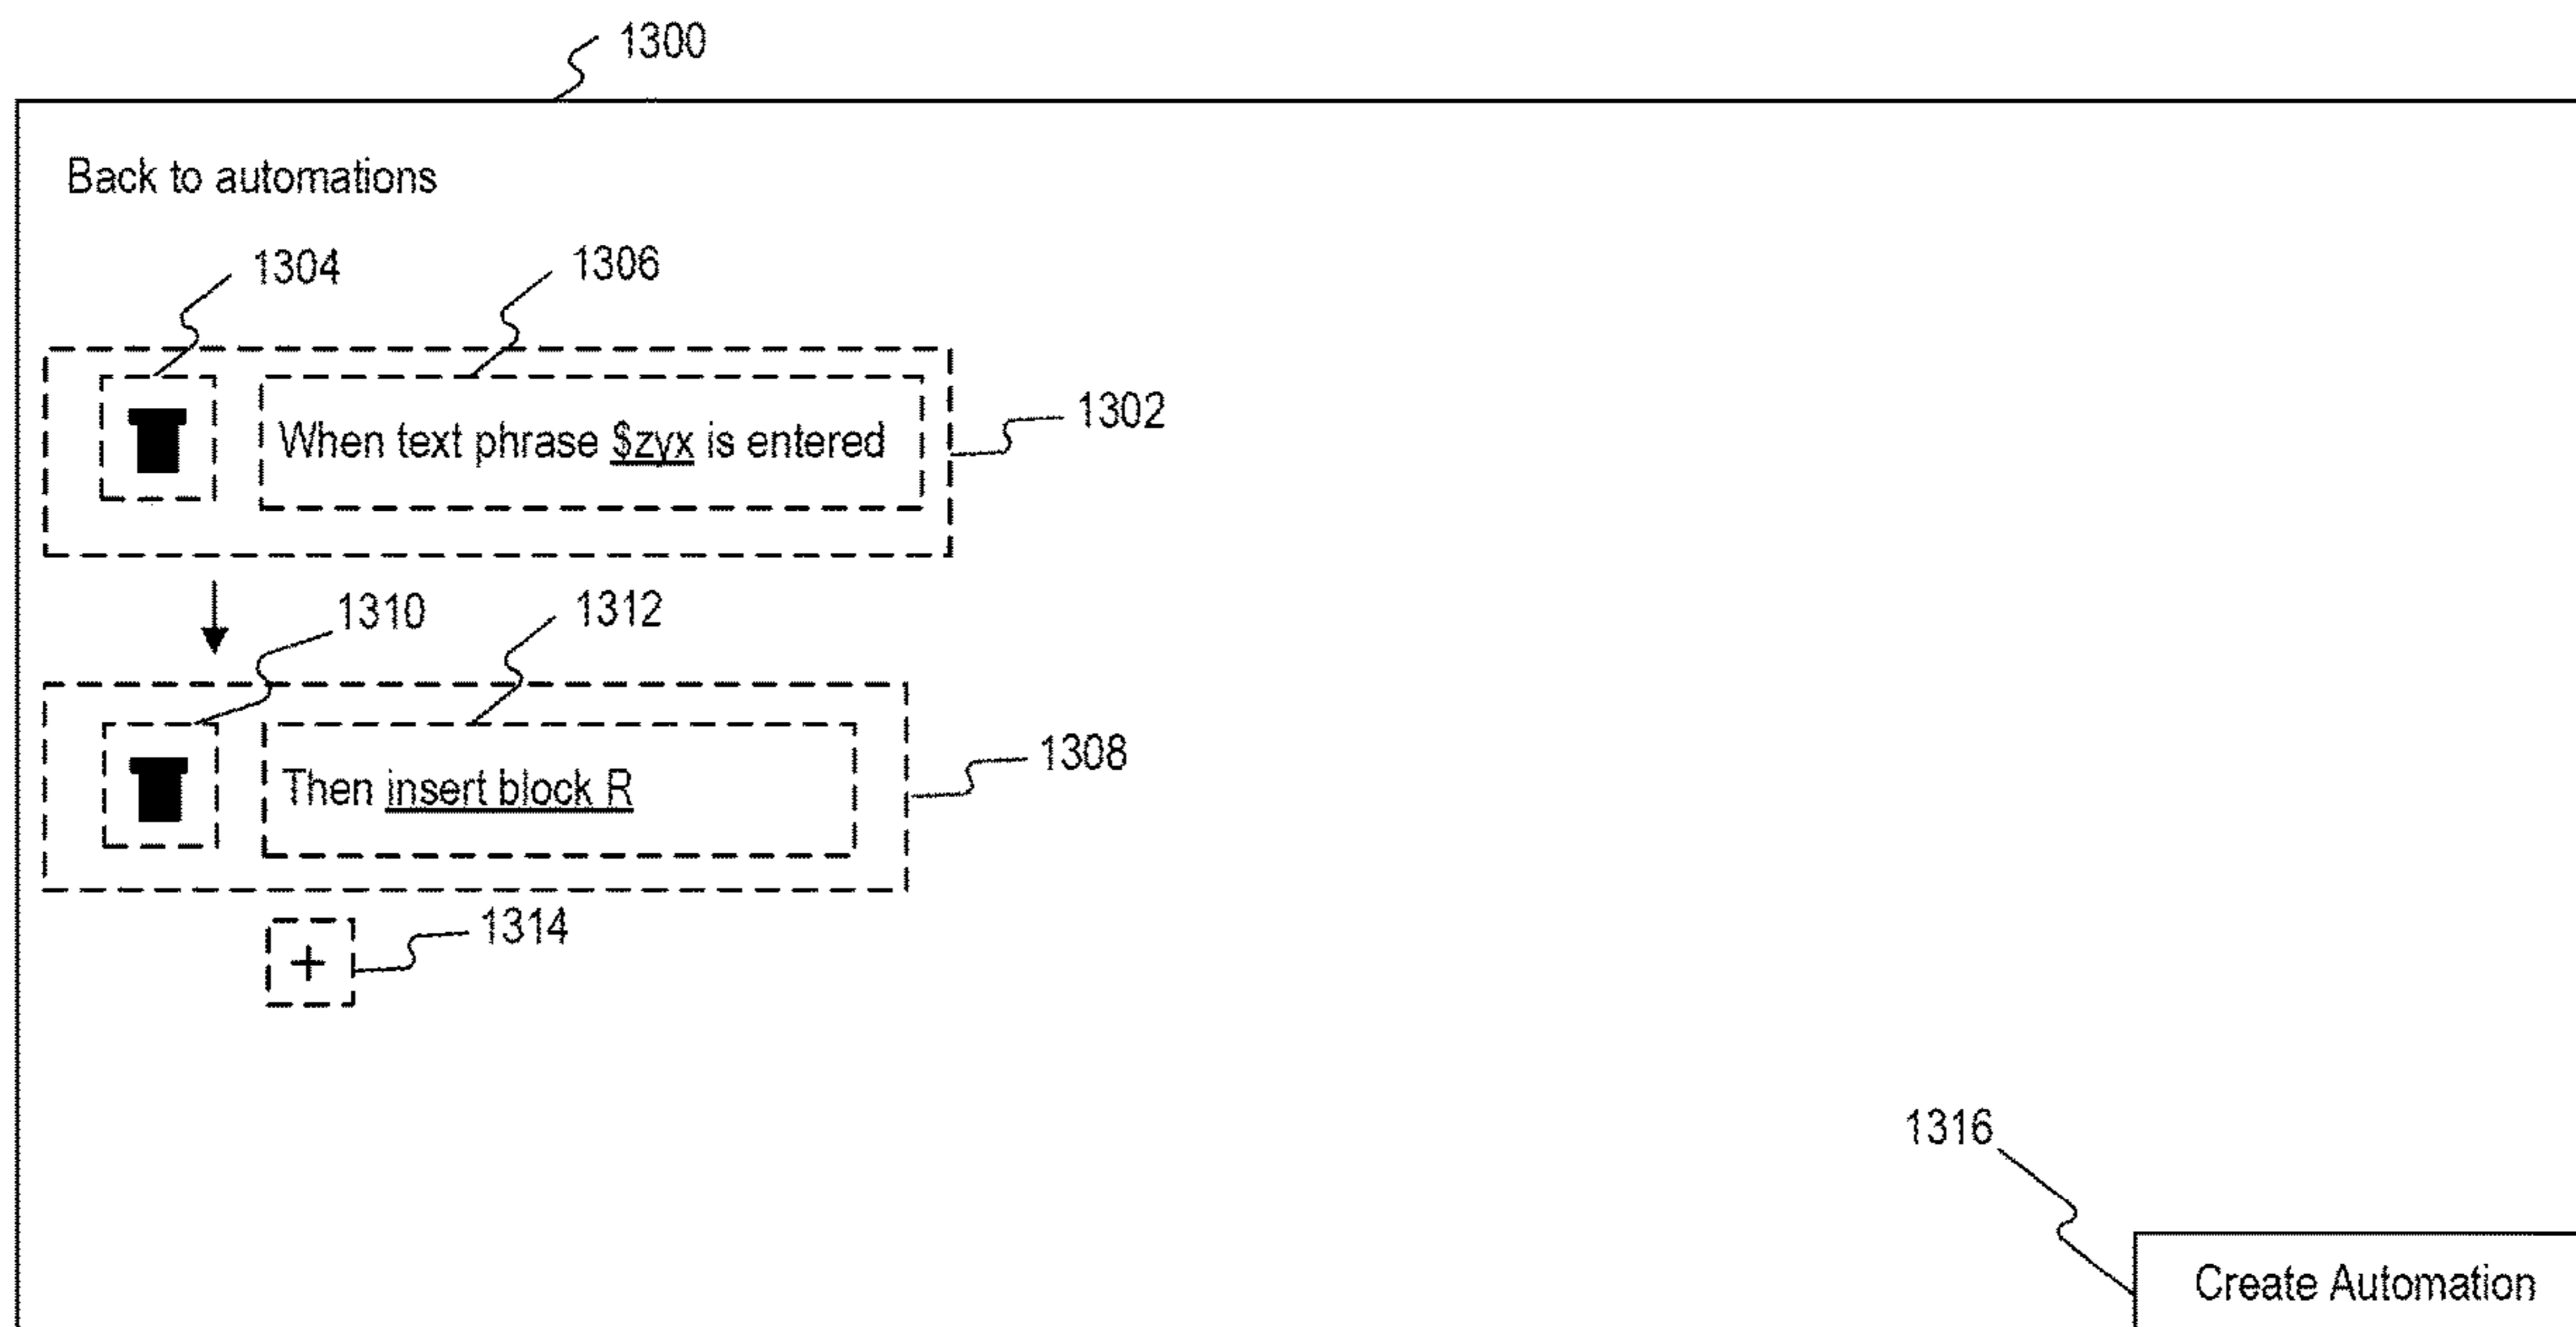 1300
Back to automations
1304
1306
When text phrase $zyx is entered
1302
1310
1312
Then insert block R
1308
+
1314
1316
Create Automation